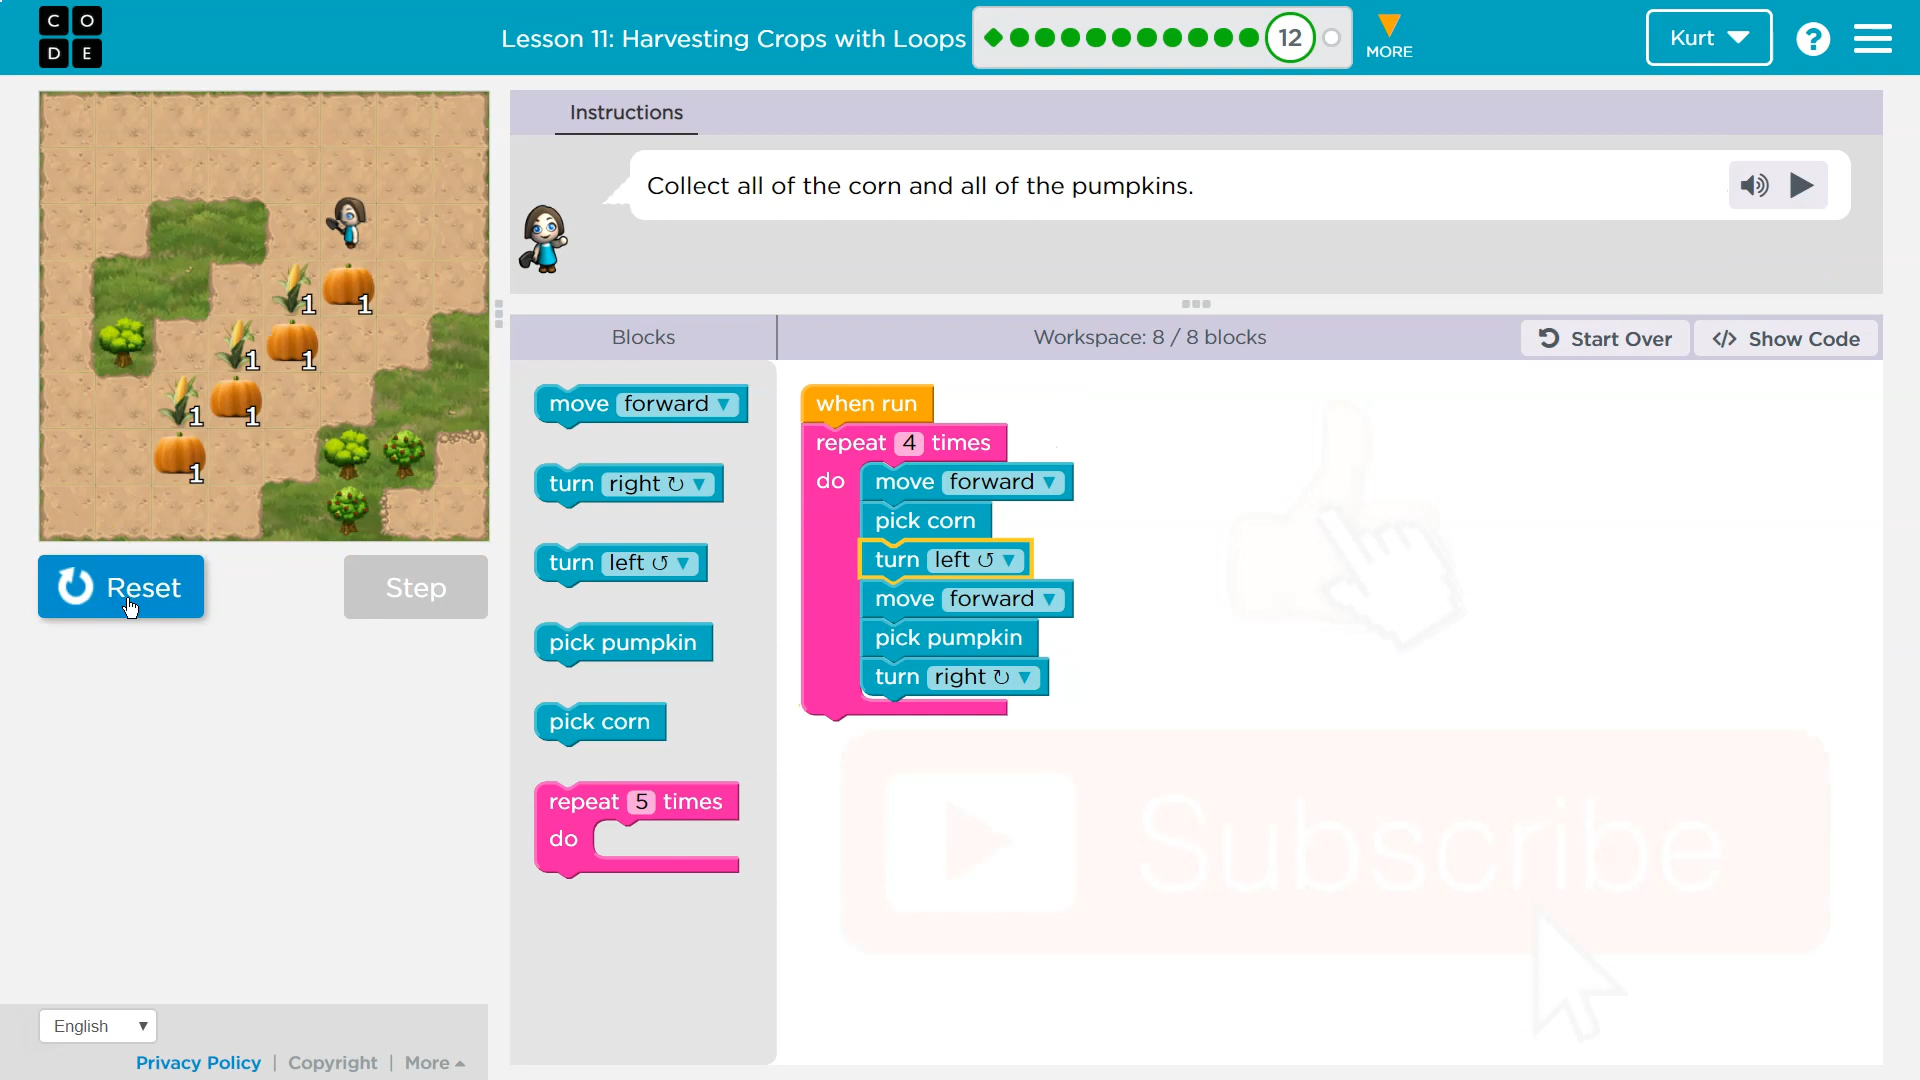 C O
D E
Lesson 11: Harvesting Crops with Loops
12
MORE
Kurt
?
Instructions
Collect all of the corn and all of the pumpkins.
Blocks
Workspace: 8 / 8 blocks
Start Over
</> Show Code
1 1
1 1
1 1
1
Reset
Step
move forward
turn right
turn left
pick pumpkin
pick corn
repeat 5 times
do
when run
repeat 4 times
do move forward
pick corn
turn left
move forward
pick pumpkin
turn right
Subscribe
English
Privacy Policy | Copyright | More